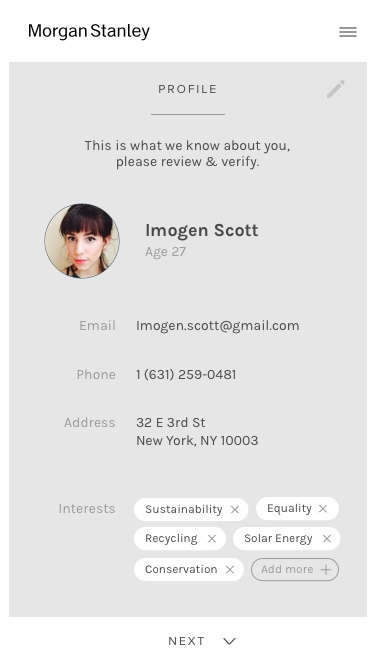 Morgan Stanley
PROFILE
This is what we know about you,
please review & verify.
Imogen Scott
Age 27
Email Imogen.scott@gmail.com
Phone 1 (631) 259-0481
Address 32 E 3rd St
New York, NY 10003
Interests Sustainability Equality
Recycling Solar Energy
Conservation Add more
NEXT